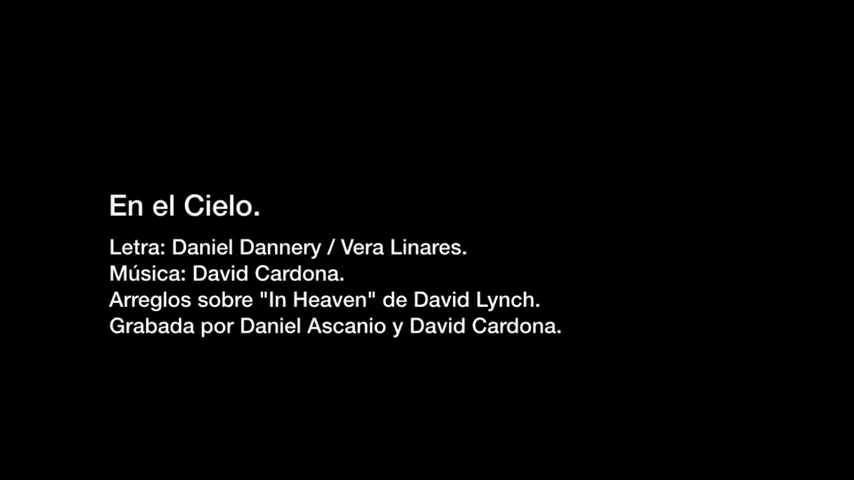 En el Cielo.
Letra: Daniel Dannery / Vera Linares.
Música: David Cardona.
Arreglos sobre "In Heaven" de David Lynch.
Grabada por Daniel Ascanio y David Cardona.